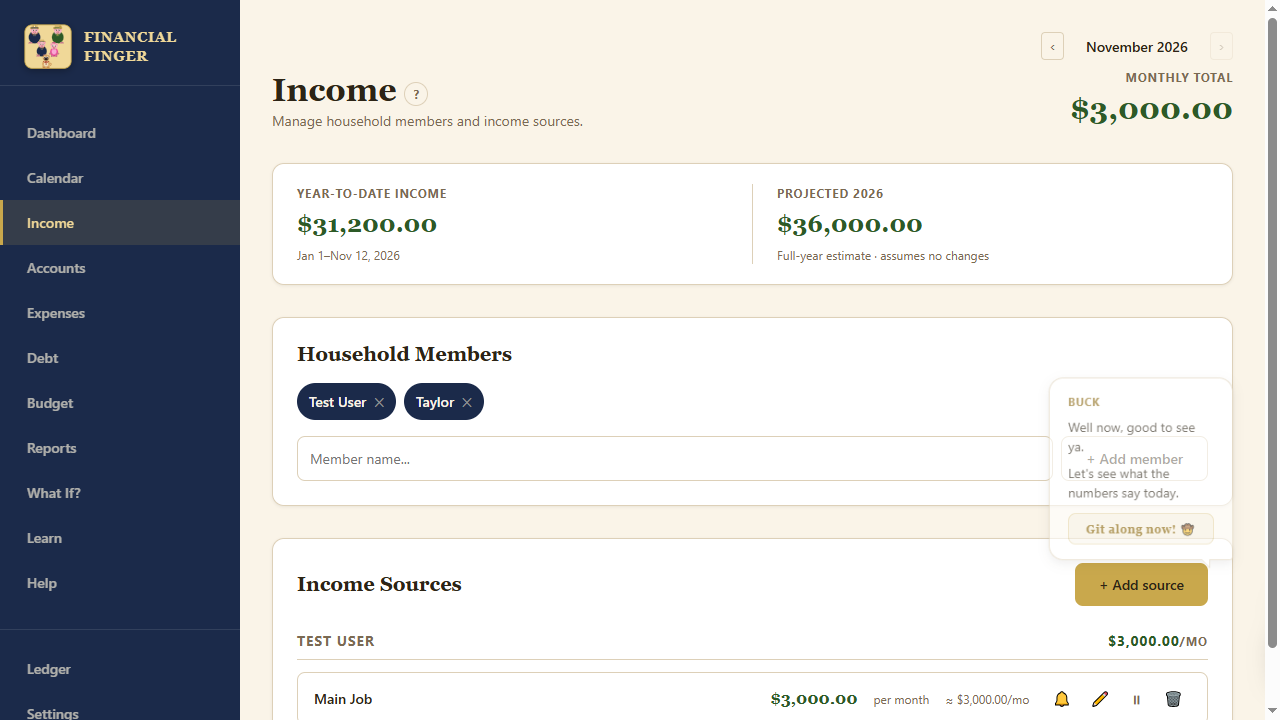 FINANCIAL
FINGER
Dashboard
Calendar
Income
Accounts
Expenses
Debt
Budget
Reports
What If?
Learn
Help
Ledger
Settings
‹ November 2026 ›
Income ?
Manage household members and income sources.
MONTHLY TOTAL
$3,000.00
YEAR-TO-DATE INCOME
$31,200.00
Jan 1–Nov 12, 2026
PROJECTED 2026
$36,000.00
Full-year estimate · assumes no changes
Household Members
Test User ×
Taylor ×
Member name...
+ Add member
BUCK
Well now, good to see
ya.
Let's see what the
numbers say today.
Git along now!
Income Sources
+ Add source
TEST USER
$3,000.00/MO
Main Job
$3,000.00 per month ≈ $3,000.00/mo